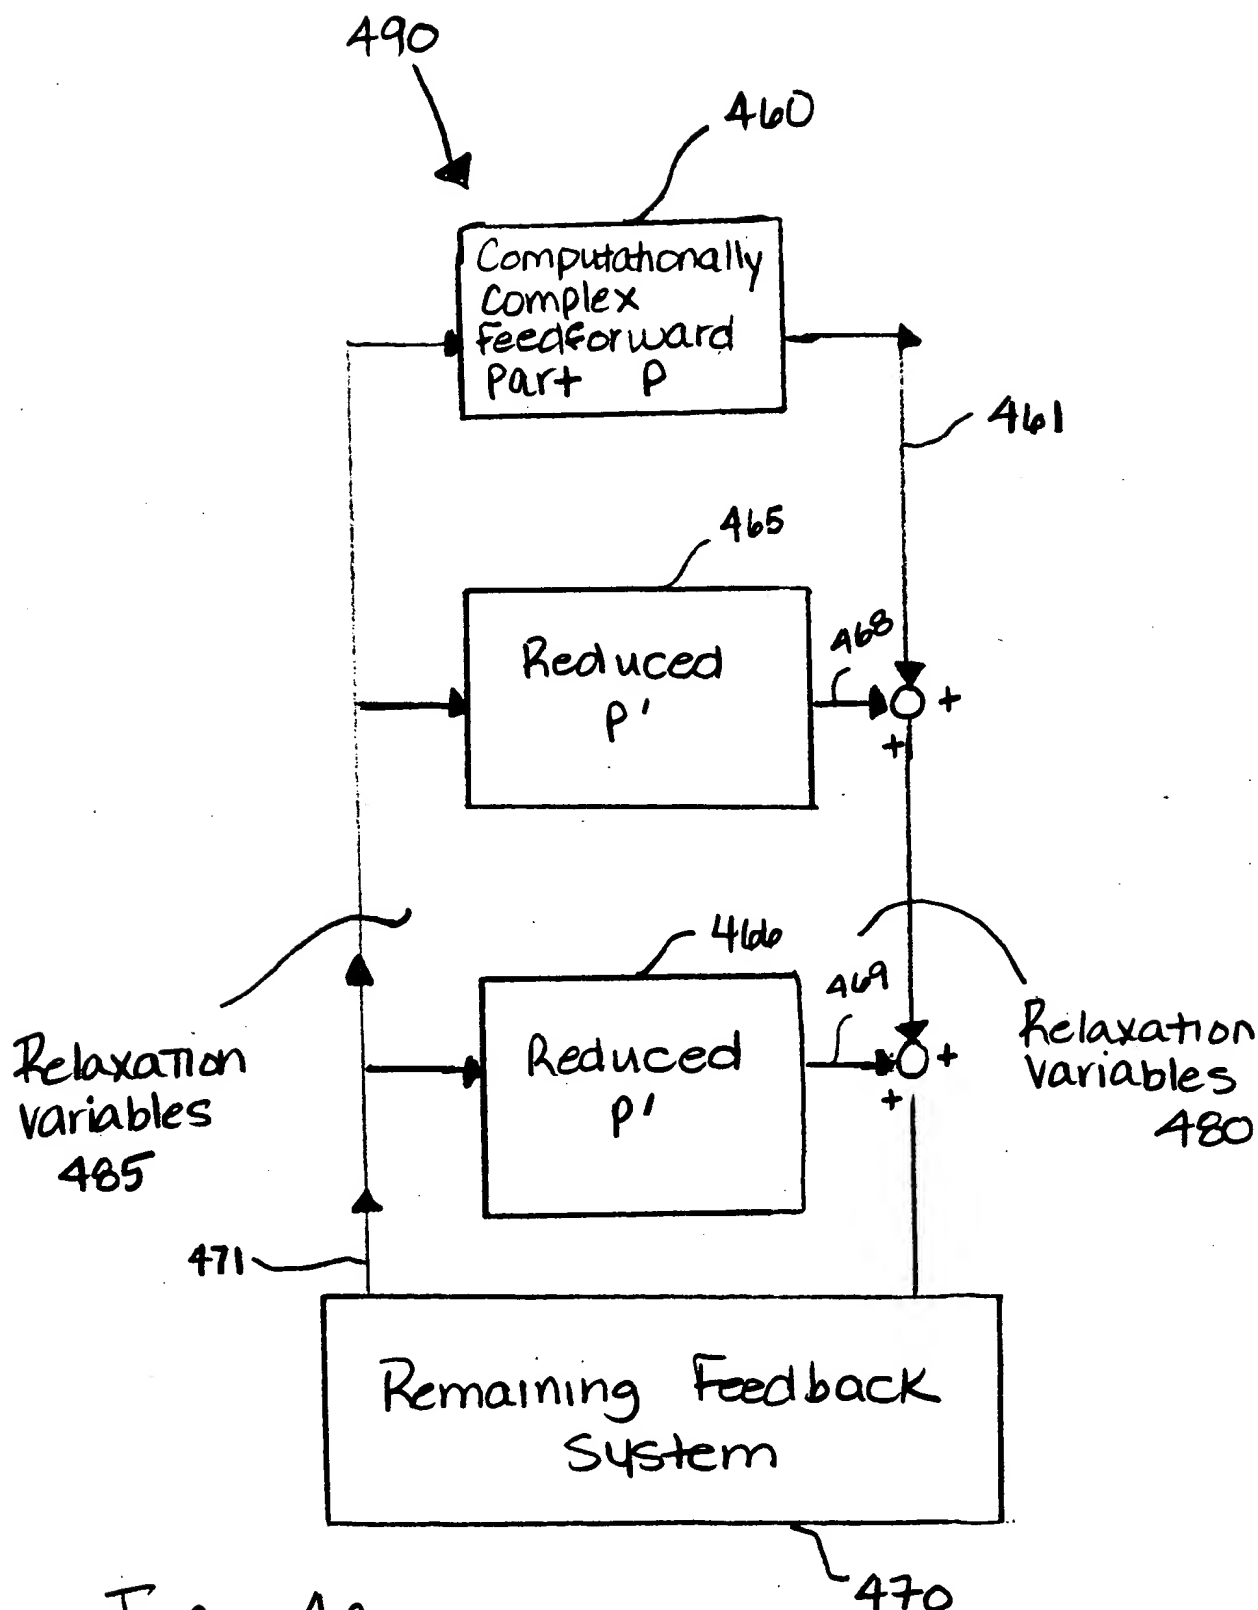 490
460
Computationally
complex
feedforward
part P
461
465
Reduced
P'
468
+
+
466
Reduced
P'
469
+
+
Relaxation
variables
485
Relaxation
variables
480
471
Remaining Feedback
System
470